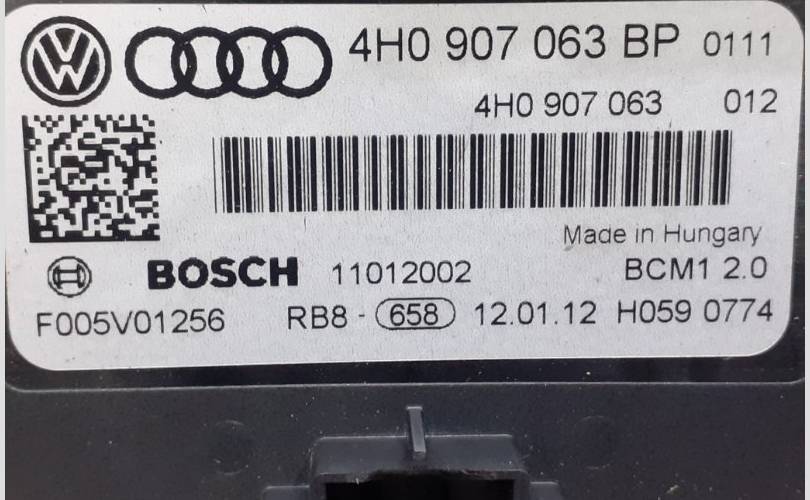 4H0 907 063 BP 0111
4H0 907 063 012
Made in Hungary
BOSCH 11012002 BCM1 2.0
F005V01256 RB8 - 658 12.01.12 H059 0774